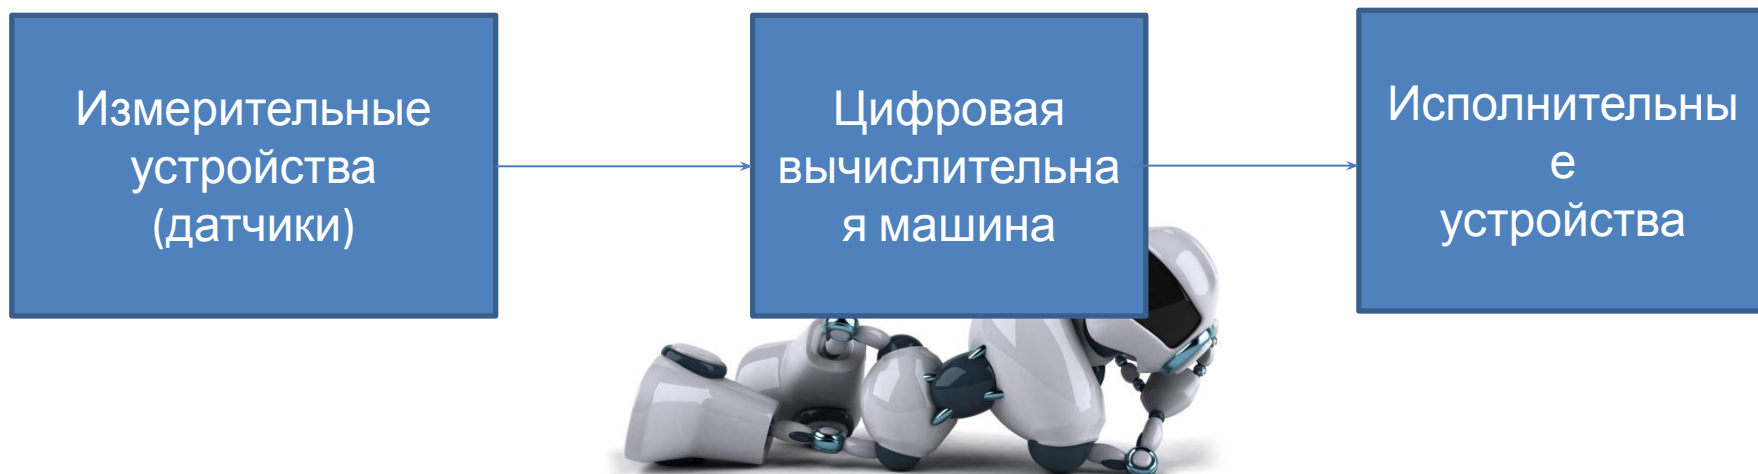 Измерительные
устройства
(датчики)
Цифровая
вычислительна
я машина
Исполнительны
е
устройства